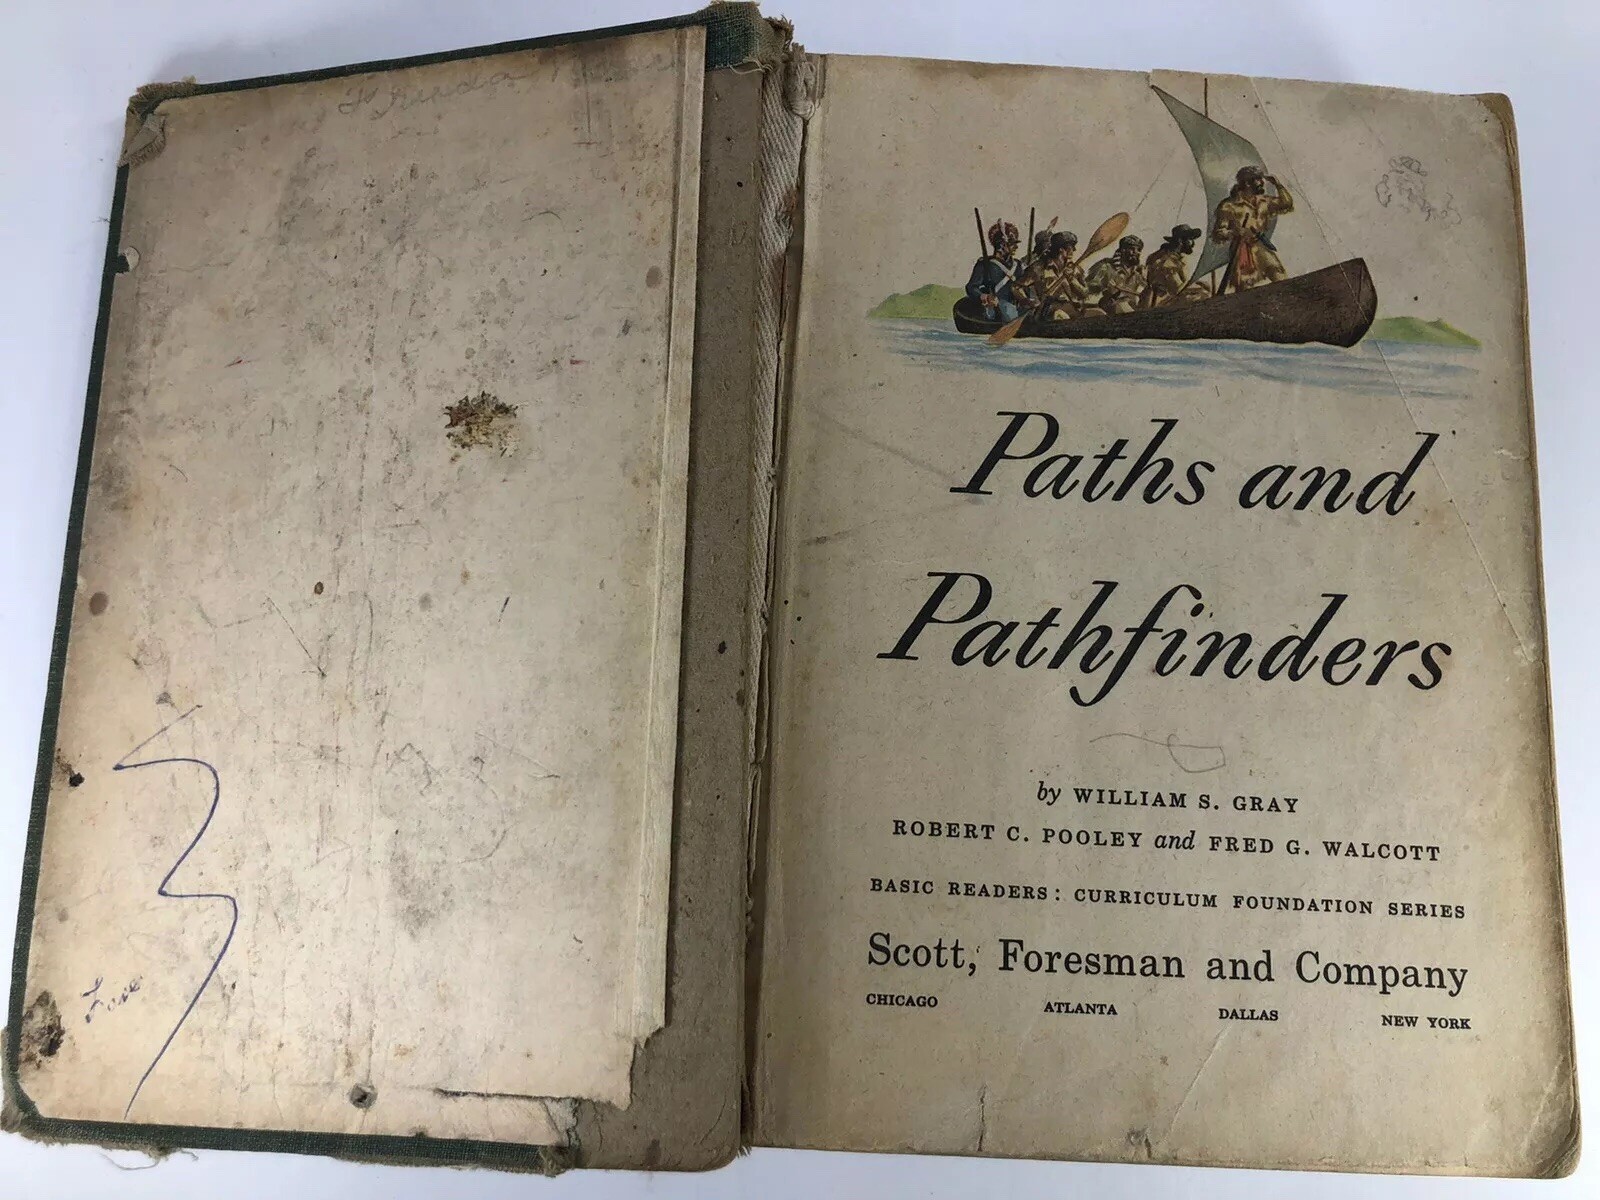 Love
Paths and
Pathfinders
by WILLIAM S. GRAY
ROBERT C. POOLEY and FRED G. WALCOTT
BASIC READERS: CURRICULUM FOUNDATION SERIES
Scott, Foresman and Company
CHICAGO ATLANTA DALLAS NEW YORK